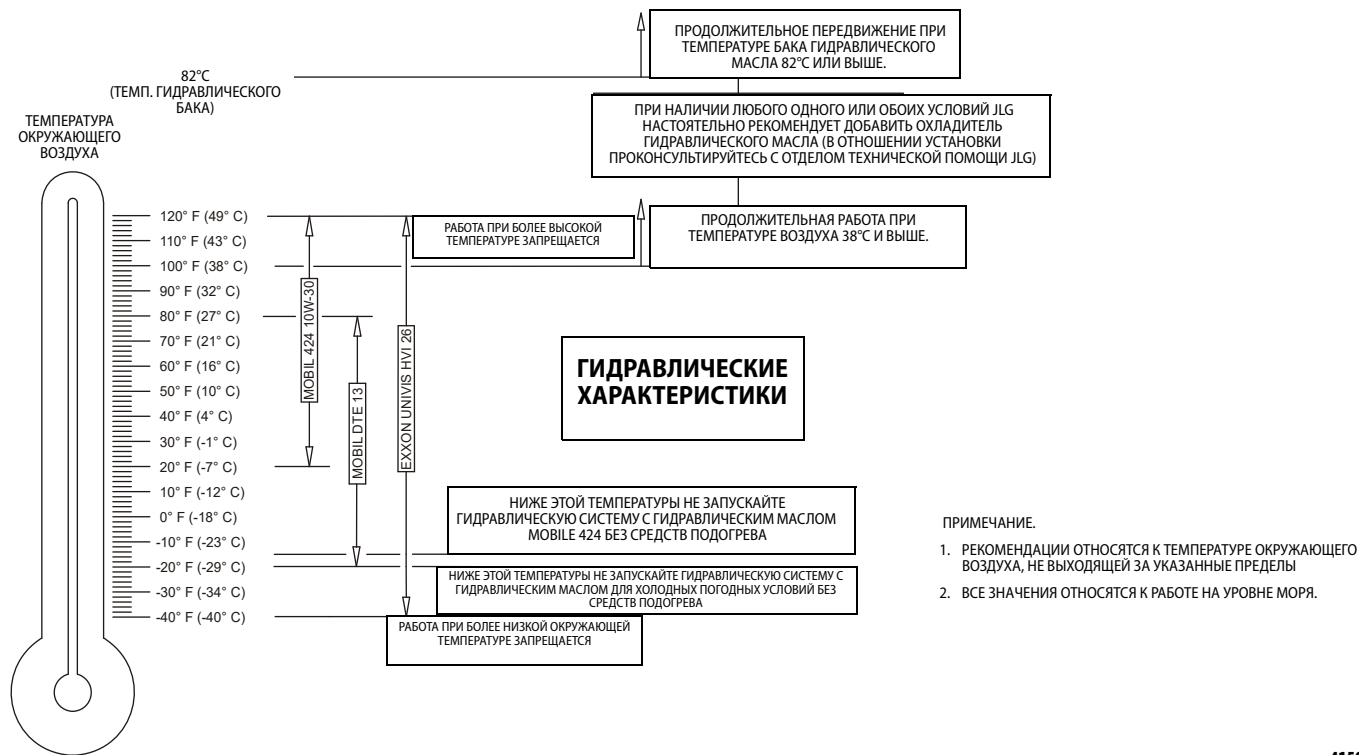 ПРОДОЛЖИТЕЛЬНОЕ ПЕРЕДВИЖЕНИЕ ПРИ
ТЕМПЕРАТУРЕ БАКА ГИДРАВЛИЧЕСКОГО
МАСЛА 82°C ИЛИ ВЫШЕ.
82°C
(ТЕМП. ГИДРАВЛИЧЕСКОГО
БАКА)
ПРИ НАЛИЧИИ ЛЮБОГО ОДНОГО ИЛИ ОБОИХ УСЛОВИЙ JLG
НАСТОЯТЕЛЬНО РЕКОМЕНДУЕТ ДОБАВИТЬ ОХЛАДИТЕЛЬ
ГИДРАВЛИЧЕСКОГО МАСЛА (В ОТНОШЕНИИ УСТАНОВКИ
ПРОКОНСУЛЬТИРУЙТЕСЬ С ОТДЕЛОМ ТЕХНИЧЕСКОЙ ПОМОЩИ JLG)
ТЕМПЕРАТУРА
ОКРУЖАЮЩЕГО
ВОЗДУХА
120° F (49° C)
110° F (43° C)
100° F (38° C)
90° F (32° C)
80° F (27° C)
70° F (21° C)
60° F (16° C)
50° F (10° C)
40° F (4° C)
30° F (-1° C)
20° F (-7° C)
10° F (-12° C)
0° F (-18° C)
-10° F (-23° C)
-20° F (-29° C)
-30° F (-34° C)
-40° F (-40° C)
MOBIL 424 10W-30
MOBIL DTE 13
EXXON UNIVIS HVI 26
РАБОТА ПРИ БОЛЕЕ ВЫСОКОЙ
ТЕМПЕРАТУРЕ ЗАПРЕЩАЕТСЯ
ПРОДОЛЖИТЕЛЬНАЯ РАБОТА ПРИ
ТЕМПЕРАТУРЕ ВОЗДУХА 38°C И ВЫШЕ.
ГИДРАВЛИЧЕСКИЕ
ХАРАКТЕРИСТИКИ
НИЖЕ ЭТОЙ ТЕМПЕРАТУРЫ НЕ ЗАПУСКАЙТЕ
ГИДРАВЛИЧЕСКУЮ СИСТЕМУ С ГИДРАВЛИЧЕСКИМ МАСЛОМ
MOBILE 424 БЕЗ СРЕДСТВ ПОДОГРЕВА
НИЖЕ ЭТОЙ ТЕМПЕРАТУРЫ НЕ ЗАПУСКАЙТЕ ГИДРАВЛИЧЕСКУЮ СИСТЕМУ С
ГИДРАВЛИЧЕСКИМ МАСЛОМ ДЛЯ ХОЛОДНЫХ ПОГОДНЫХ УСЛОВИЙ БЕЗ
СРЕДСТВ ПОДОГРЕВА
РАБОТА ПРИ БОЛЕЕ НИЗКОЙ ОКРУЖАЮЩЕЙ
ТЕМПЕРАТУРЕ ЗАПРЕЩАЕТСЯ
ПРИМЕЧАНИЕ.
1. РЕКОМЕНДАЦИИ ОТНОСЯТСЯ К ТЕМПЕРАТУРЕ ОКРУЖАЮЩЕГО
ВОЗДУХА, НЕ ВЫХОДЯЩЕЙ ЗА УКАЗАННЫЕ ПРЕДЕЛЫ
2. ВСЕ ЗНАЧЕНИЯ ОТНОСЯТСЯ К РАБОТЕ НА УРОВНЕ МОРЯ.